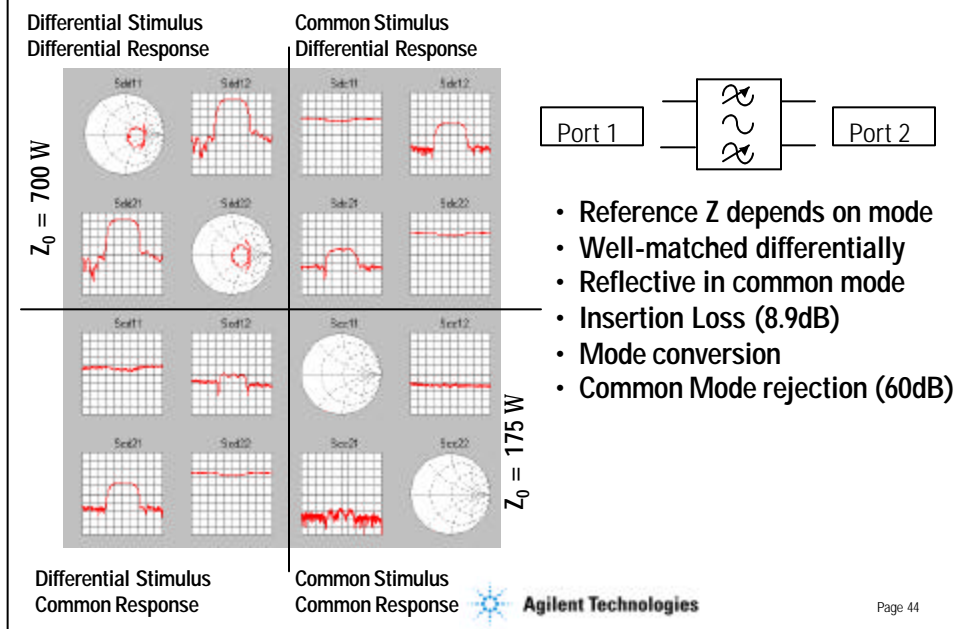 Differential Stimulus
Differential Response
Common Stimulus
Differential Response
Z0 = 700 W
Sdd11
Sdd12
Sdc11
Sdc12
Sdd21
Sdd22
Sdc21
Sdc22
Scd11
Scd12
Scc11
Scc12
Scd21
Scd22
Scc21
Scc22
Z0 = 175 W
Differential Stimulus
Common Response
Common Stimulus
Common Response
Port 1
Port 2
• Reference Z depends on mode
• Well-matched differentially
• Reflective in common mode
• Insertion Loss (8.9dB)
• Mode conversion
• Common Mode rejection (60dB)
Agilent Technologies
Page 44